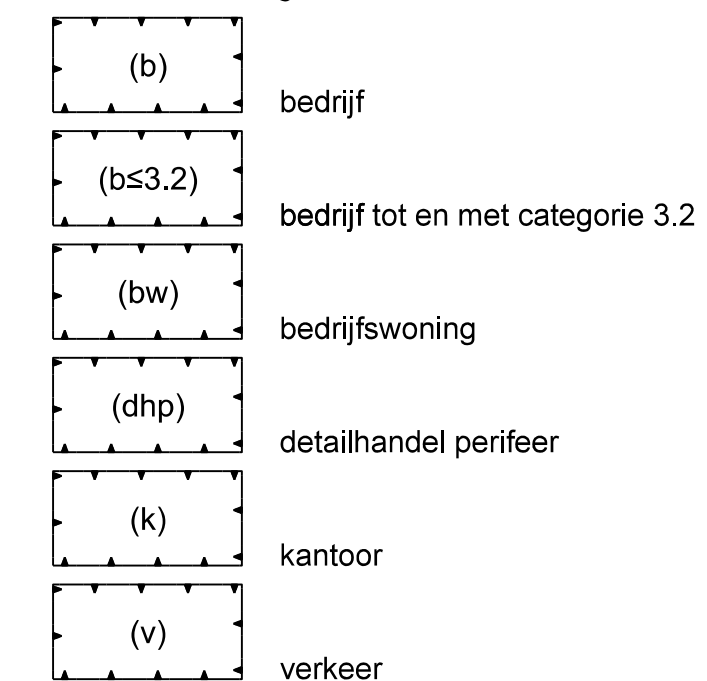 (b) bedrijf
(b≤3.2) bedrijf tot en met categorie 3.2
(bw) bedrijfswoning
(dhp) detailhandel perifeer
(k) kantoor
(v) verkeer